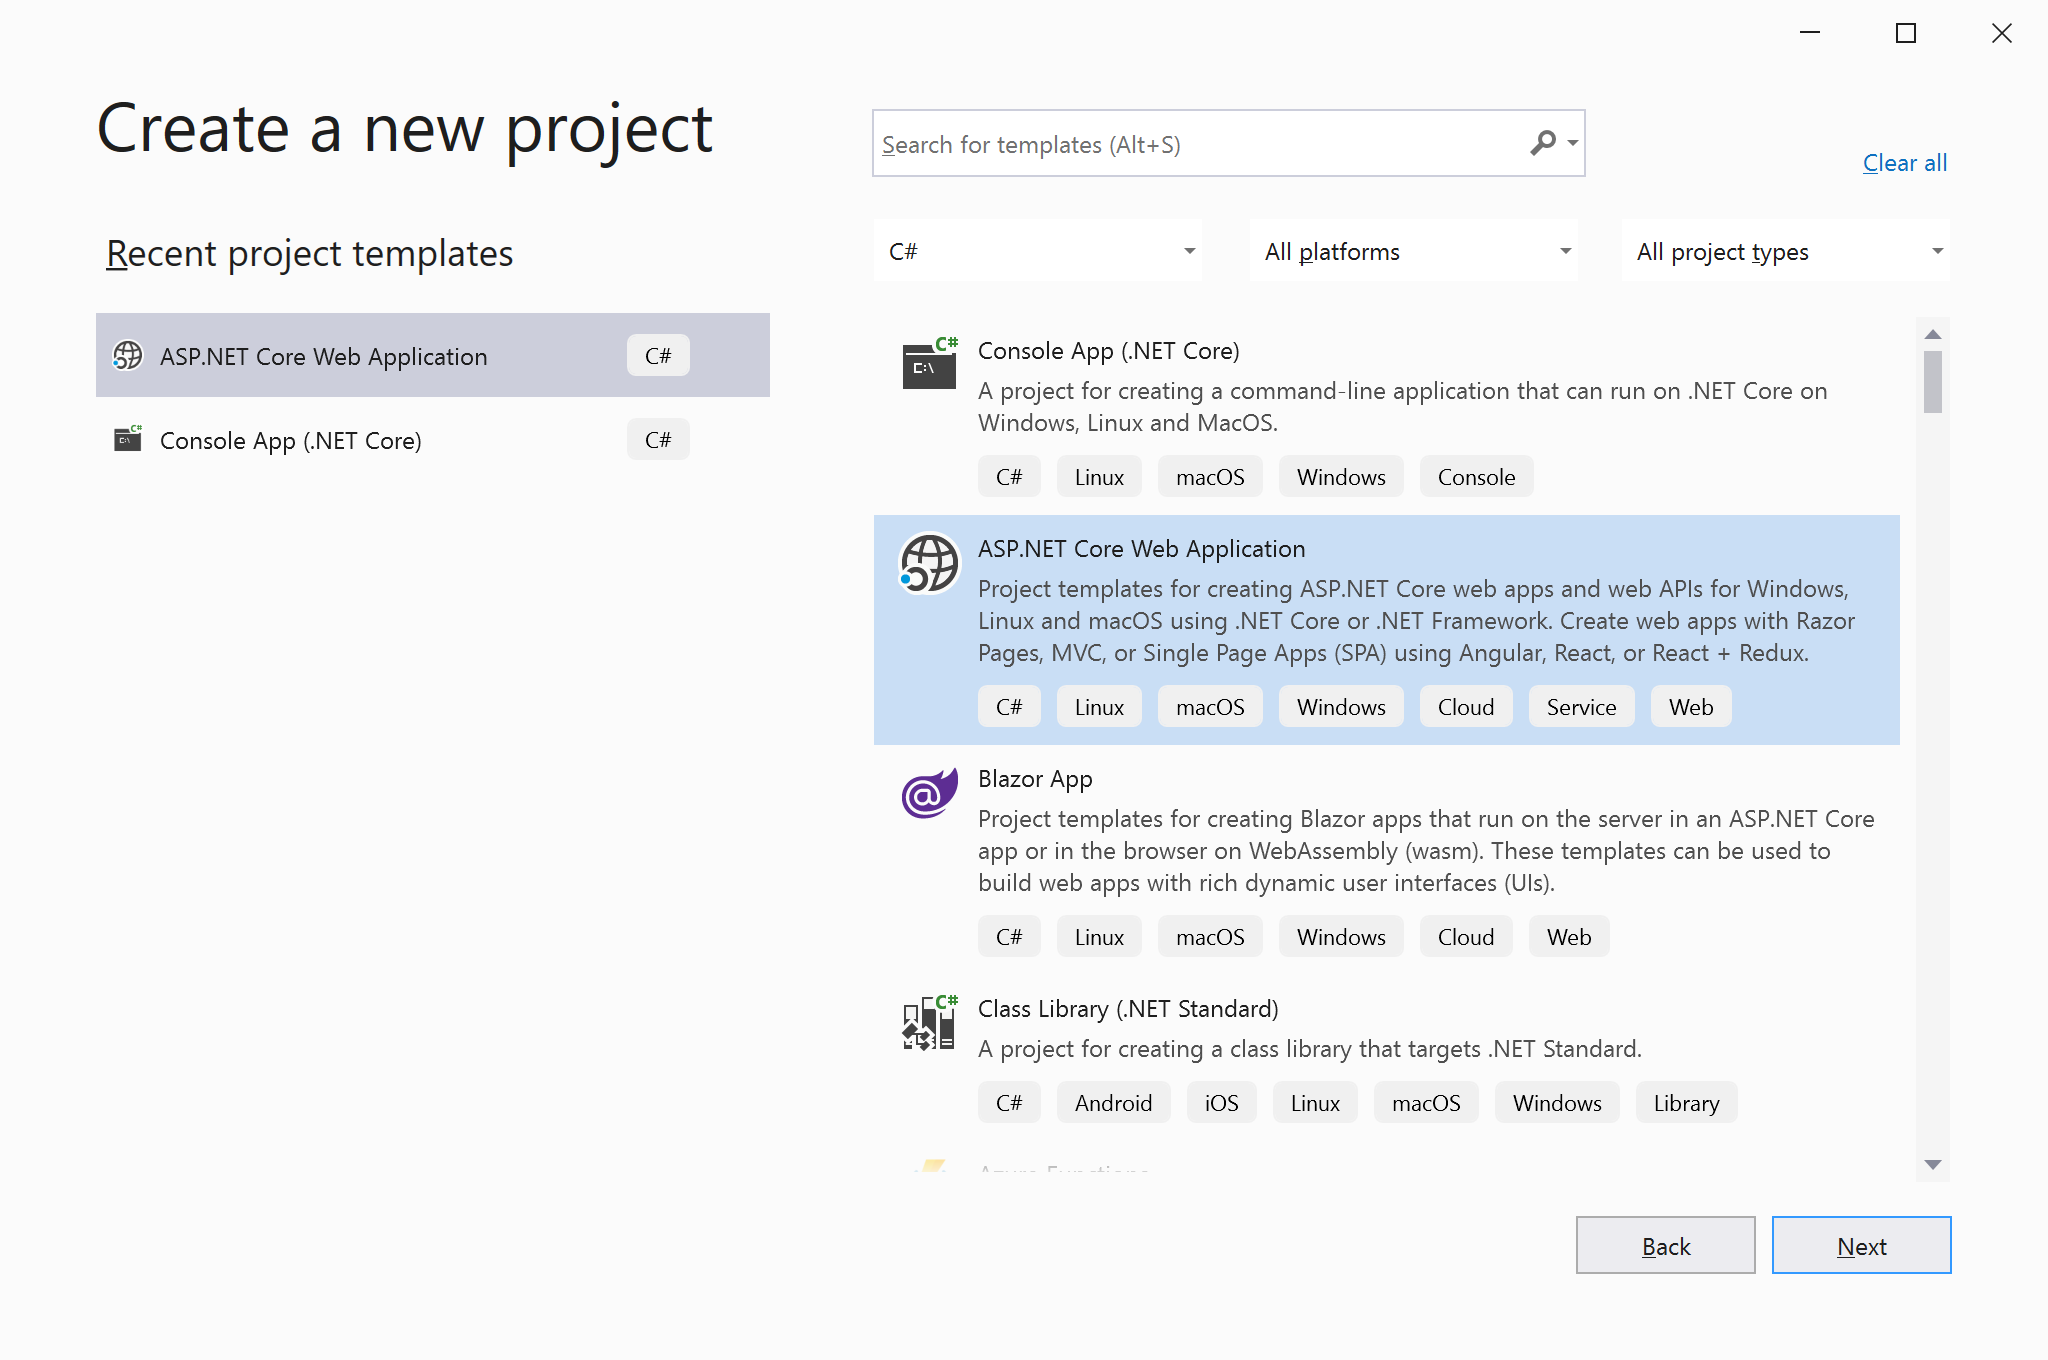 Create a new project
Search for templates (Alt+S)
Clear all
Recent project templates
C#
All platforms
All project types
ASP.NET Core Web Application
C#
Console App (.NET Core)
C#
C#
C:\
Console App (.NET Core)
A project for creating a command-line application that can run on .NET Core on
Windows, Linux and MacOS.
C# Linux macOS Windows Console
ASP.NET Core Web Application
Project templates for creating ASP.NET Core web apps and web APIs for Windows,
Linux and macOS using .NET Core or .NET Framework. Create web apps with Razor
Pages, MVC, or Single Page Apps (SPA) using Angular, React, or React + Redux.
C# Linux macOS Windows Cloud Service Web
Blazor App
Project templates for creating Blazor apps that run on the server in an ASP.NET Core
app or in the browser on WebAssembly (wasm). These templates can be used to
build web apps with rich dynamic user interfaces (UIs).
C# Linux macOS Windows Cloud Web
C#
Class Library (.NET Standard)
A project for creating a class library that targets .NET Standard.
C# Android iOS Linux macOS Windows Library
Azure Functions
Back
Next